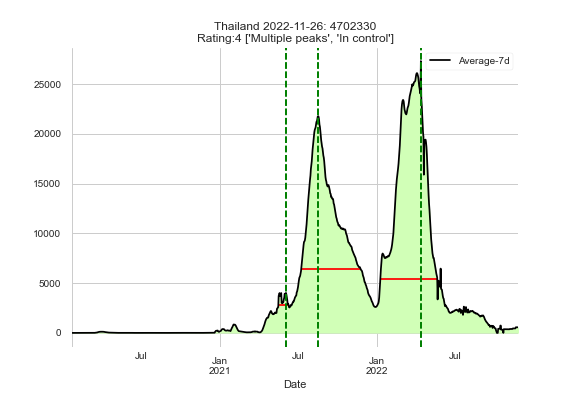 Thailand 2022-11-26: 4702330
Rating:4 ['Multiple peaks', 'In control']
Average-7d
25000
20000
15000
10000
5000
0
Jul
Jan
2021
Jul
Jan
2022
Jul
Date